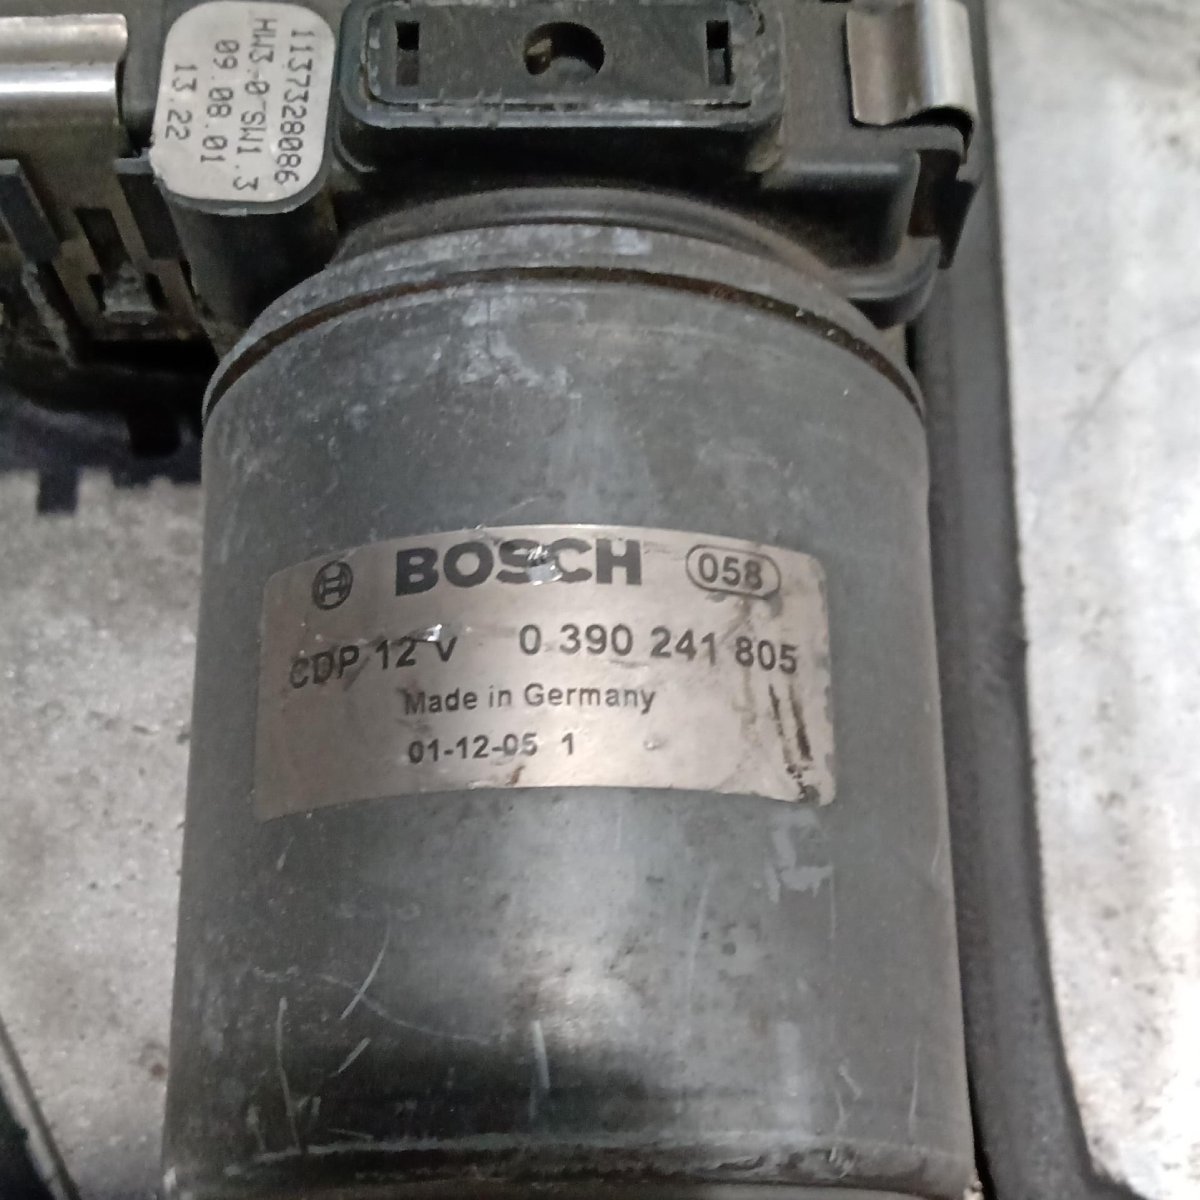 1137328086
HW3.0 SW1.3
09.08.01
13.22
BOSCH 058
CDP 12 V 0 390 241 805
Made in Germany
01-12-05 1